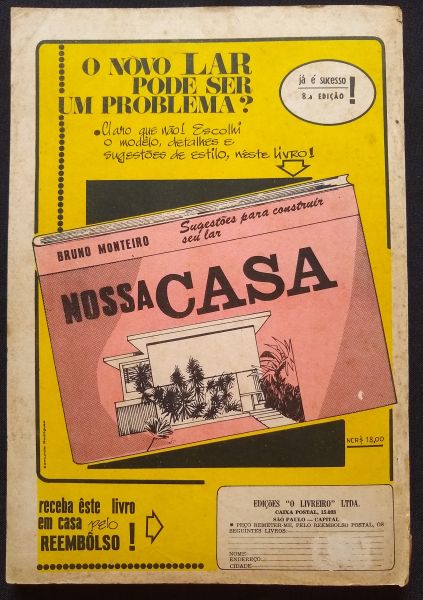 O NOVO LAR
PODE SER
UM PROBLEMA?
já é sucesso
8.a EDIÇÃO!
•Claro que não! Escolhi
o modelo, detalhes e
sugestões de estilo, nêste LIVRO!
BRUNO MONTEIRO
Sugestões para construir
seu lar
NOSSA CASA
NCR$ 18,00
receba êste livro
em casa pelo
REEMBÔLSO!
EDIÇÕES "O LIVREIRO" LTDA.
CAIXA POSTAL, 15.033
SÃO PAULO — CAPITAL
• PEÇO REMETER-ME, PELO REEMBOLSO POSTAL, OS
SEGUINTES LIVROS:
NOME:
ENDEREÇO
CIDADE